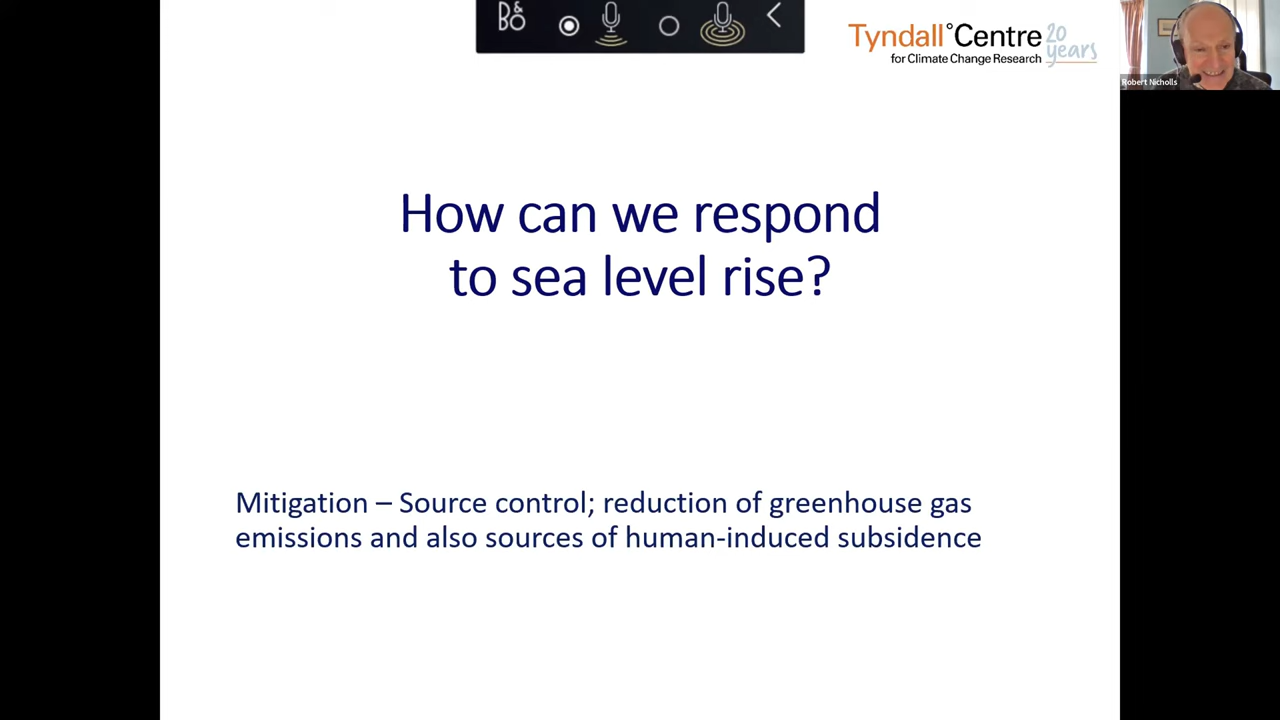 B&O
Tyndall°Centre
for Climate Change Research
20 years
Robert Nicholls
How can we respond
to sea level rise?
Mitigation – Source control; reduction of greenhouse gas
emissions and also sources of human-induced subsidence